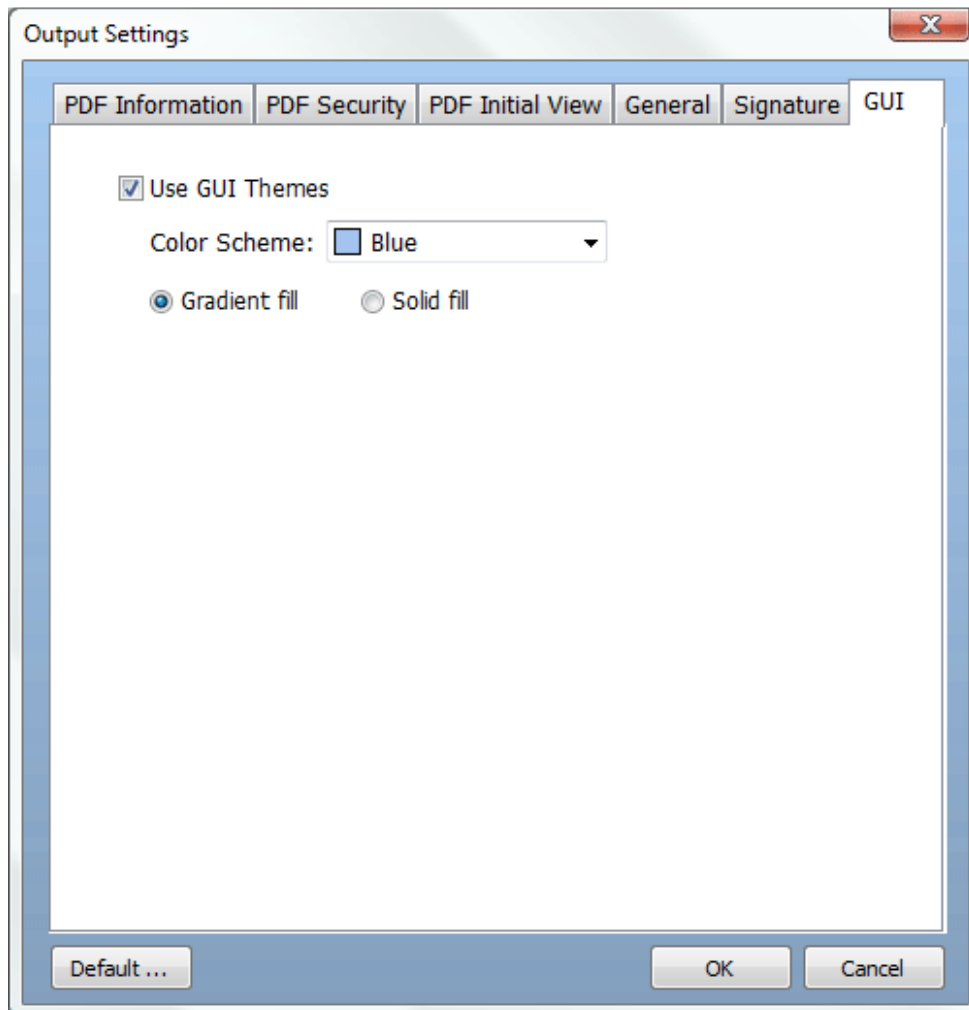 Output Settings
PDF Information PDF Security PDF Initial View General Signature GUI
Use GUI Themes
Color Scheme: Blue
Gradient fill Solid fill
Default ... OK Cancel